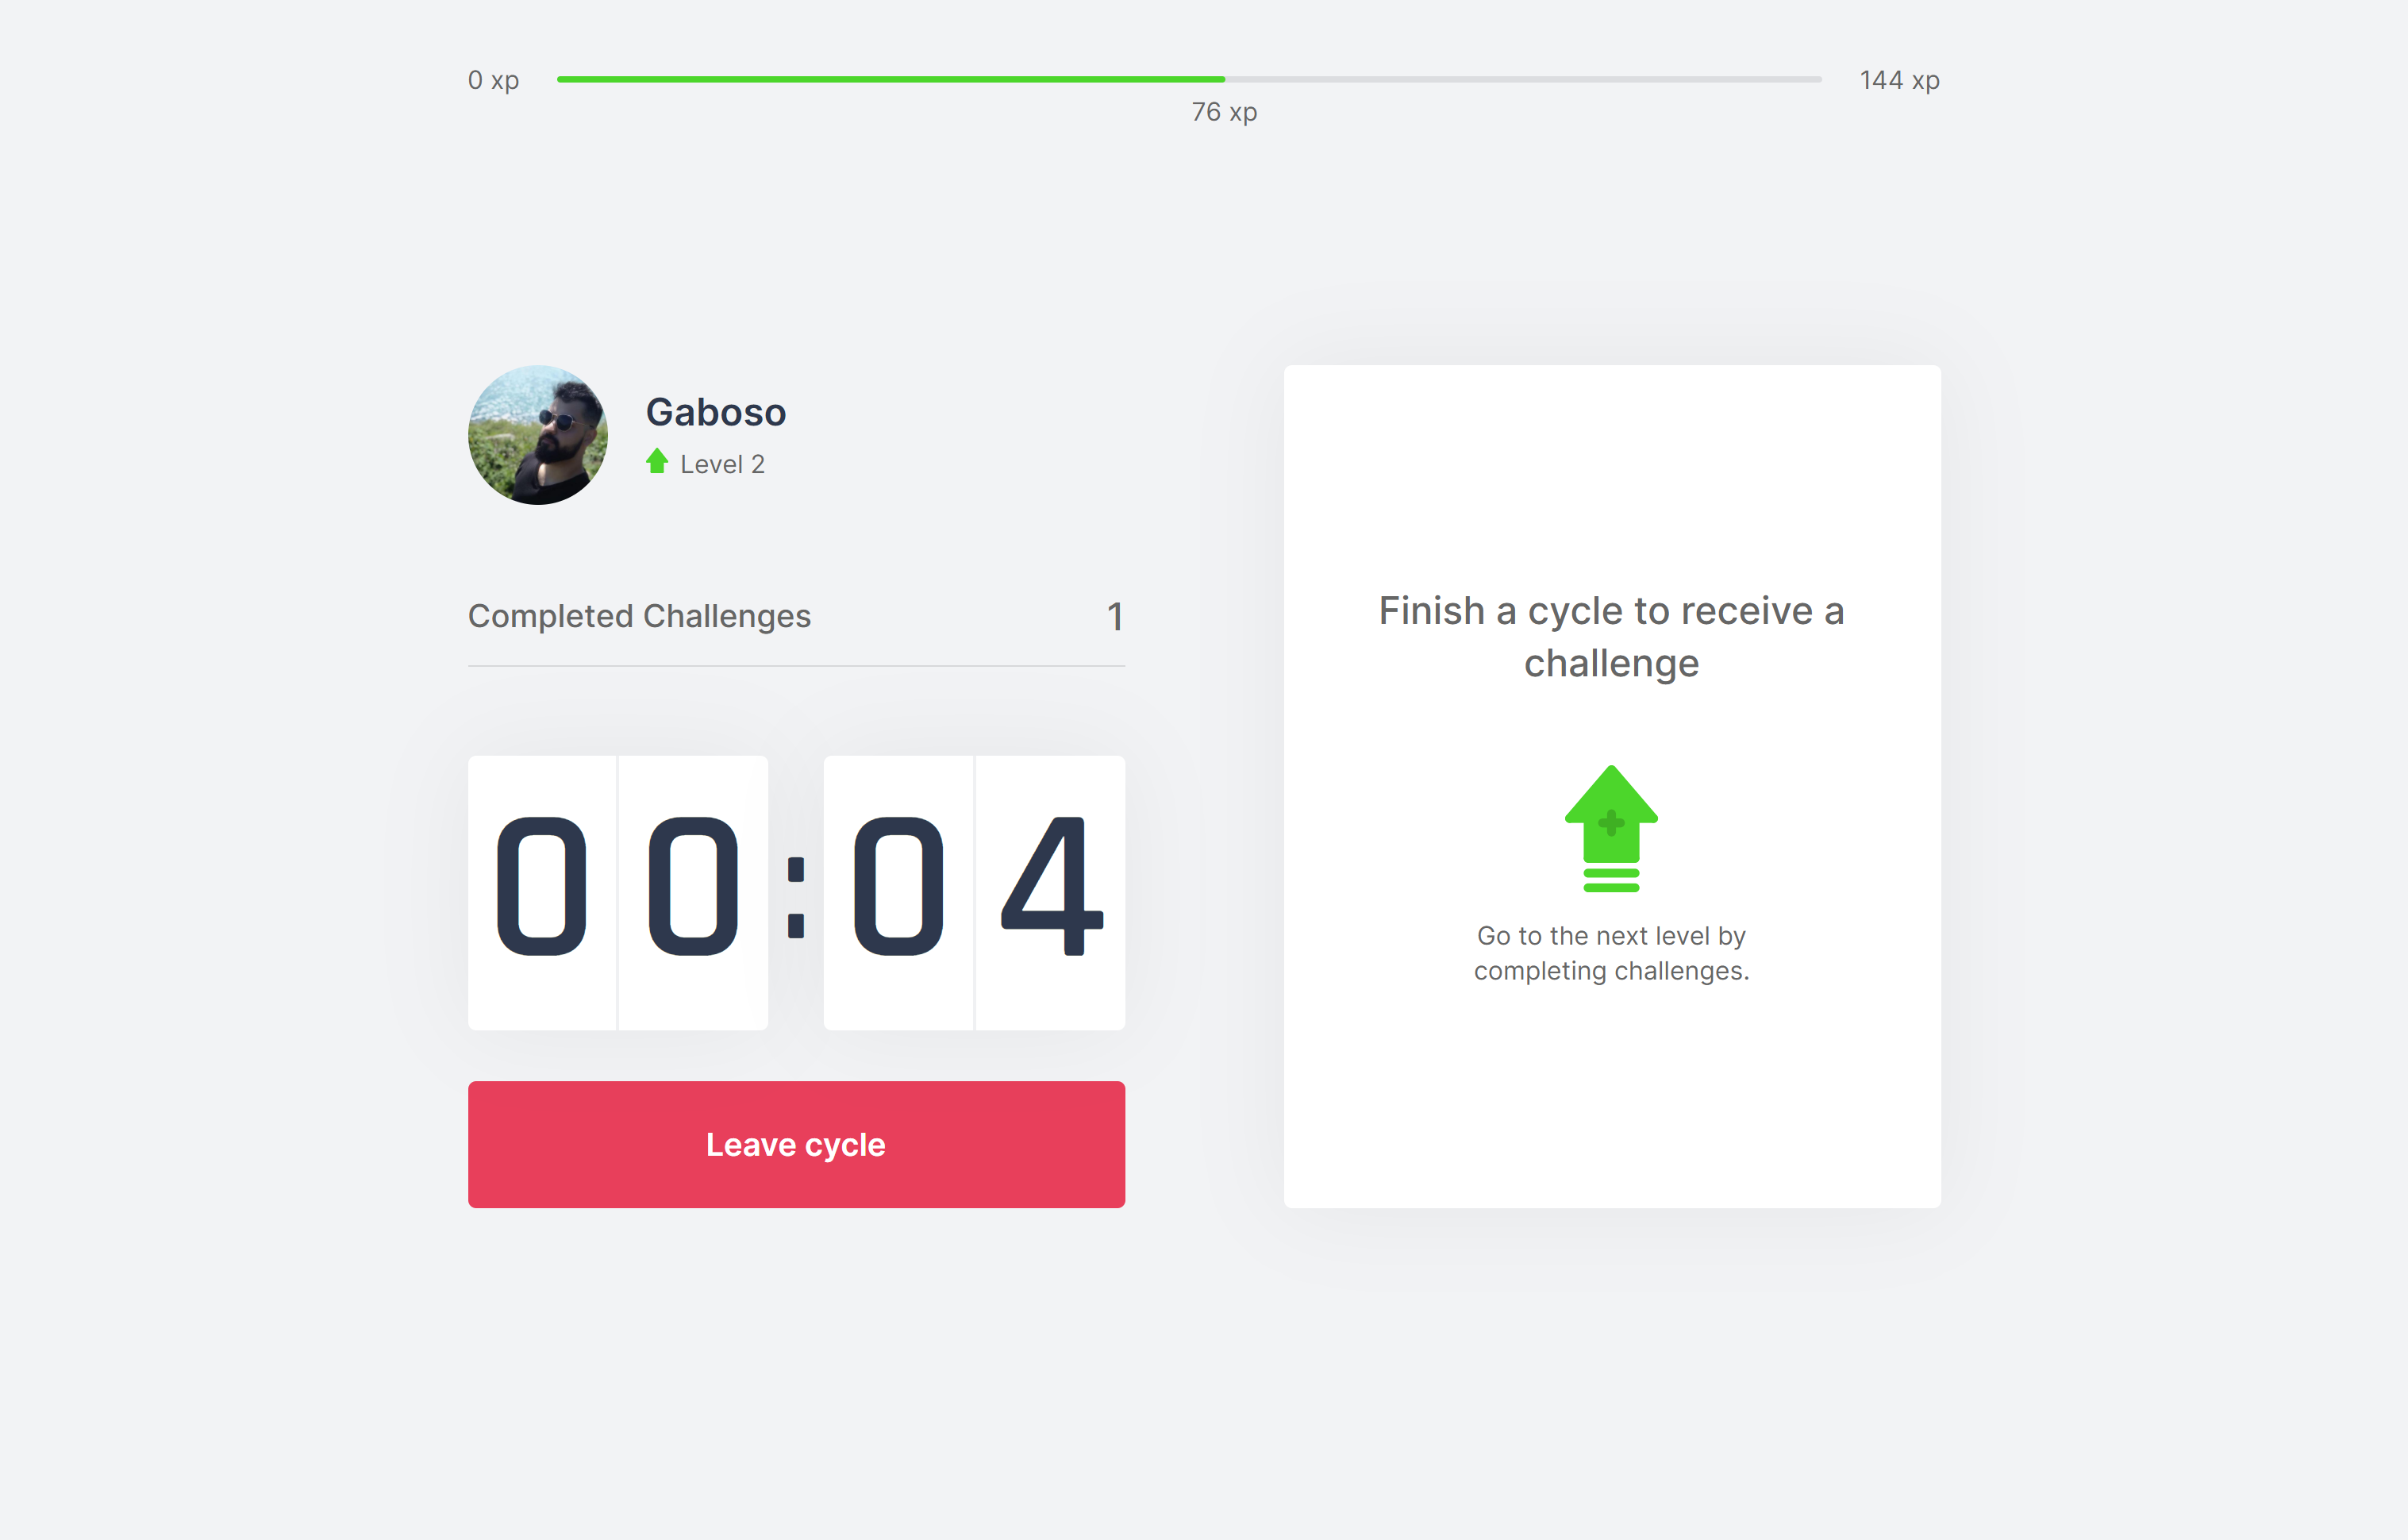 0 xp
144 xp
76 xp
Gaboso
Level 2
Completed Challenges 1
00:04
Leave cycle
Finish a cycle to receive a
challenge
Go to the next level by
completing challenges.